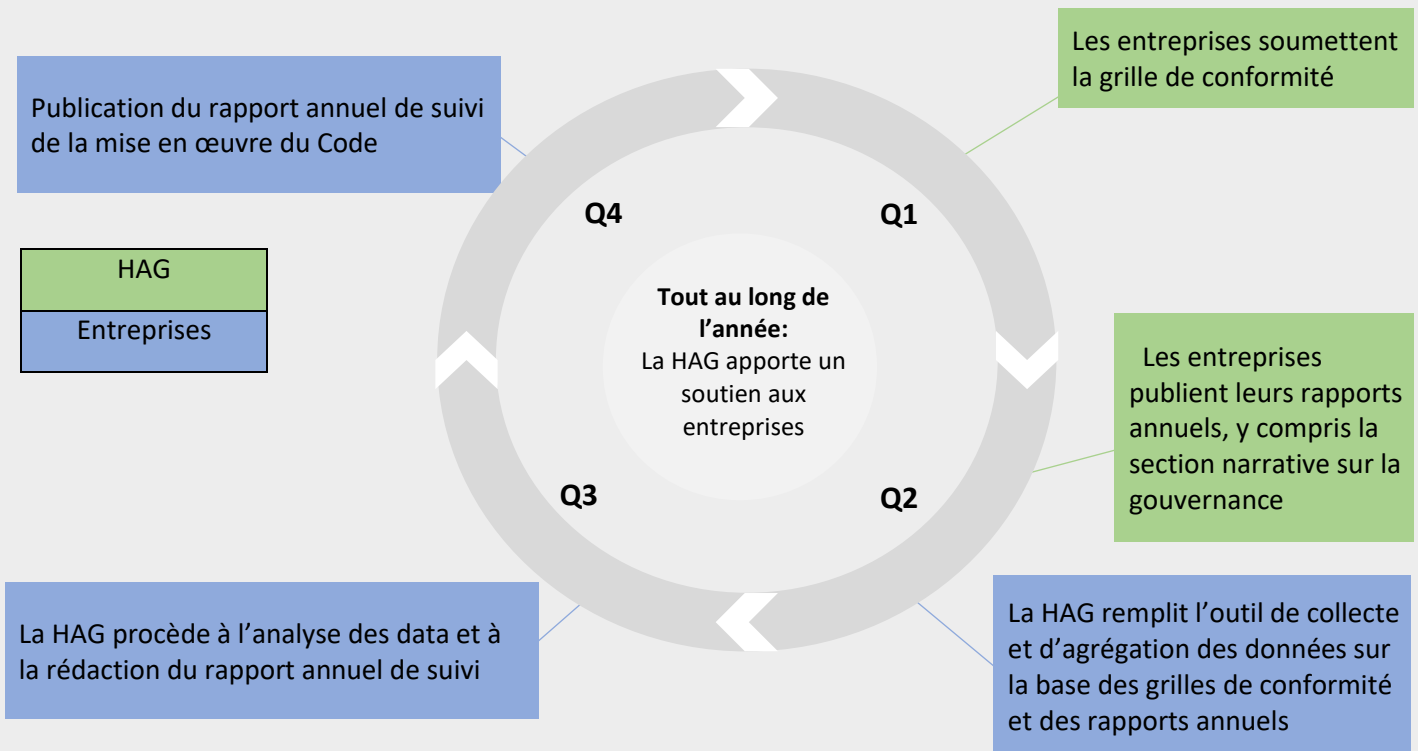 Les entreprises soumettent
la grille de conformité
Publication du rapport annuel de suivi
de la mise en œuvre du Code
Q4
Q1
HAG
Entreprises
Tout au long de
l’année:
La HAG apporte un
soutien aux
entreprises
Les entreprises
publient leurs rapports
annuels, y compris la
section narrative sur la
gouvernance
Q3
Q2
La HAG procède à l’analyse des data et à
la rédaction du rapport annuel de suivi
La HAG remplit l’outil de collecte
et d’agrégation des données sur
la base des grilles de conformité
et des rapports annuels